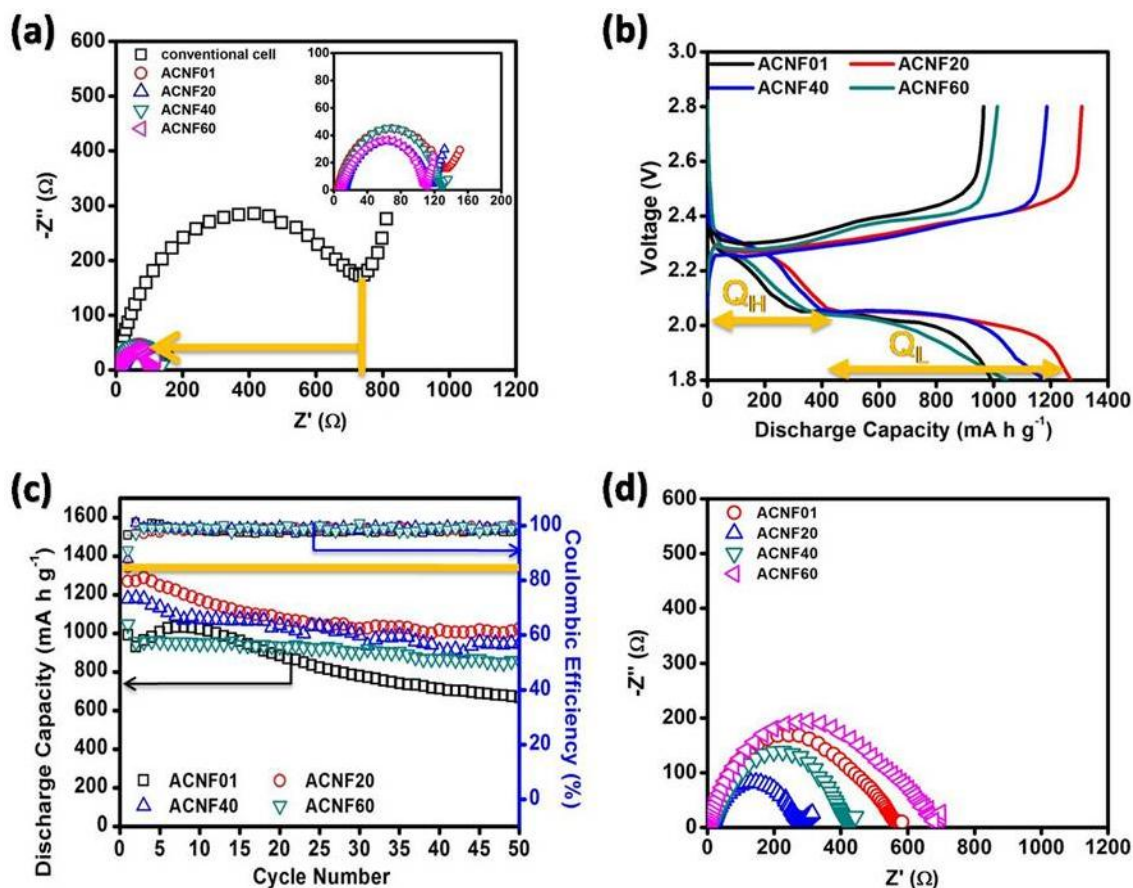 (a)
600
500
400
300
200
100
0
-Z'' (Ω)
conventional cell
ACNF01
ACNF20
ACNF40
ACNF60
100
80
60
40
20
0
0 40 80 120 160 200
0 200 400 600 800 1000 1200
Z' (Ω)
(b)
3.0
2.8
2.6
2.4
2.2
2.0
1.8
Voltage (V)
ACNF01 ACNF20
ACNF40 ACNF60
QH
QL
0 200 400 600 800 1000 1200 1400
Discharge Capacity (mA h g-1)
(c)
1600
1400
1200
1000
800
600
400
200
0
Discharge Capacity (mA h g-1)
100
80
60
40
20
0
Coulombic Efficiency (%)
ACNF01 ACNF20
ACNF40 ACNF60
0 5 10 15 20 25 30 35 40 45 50
Cycle Number
(d)
600
500
400
300
200
100
0
-Z'' (Ω)
ACNF01
ACNF20
ACNF40
ACNF60
0 200 400 600 800 1000 1200
Z' (Ω)